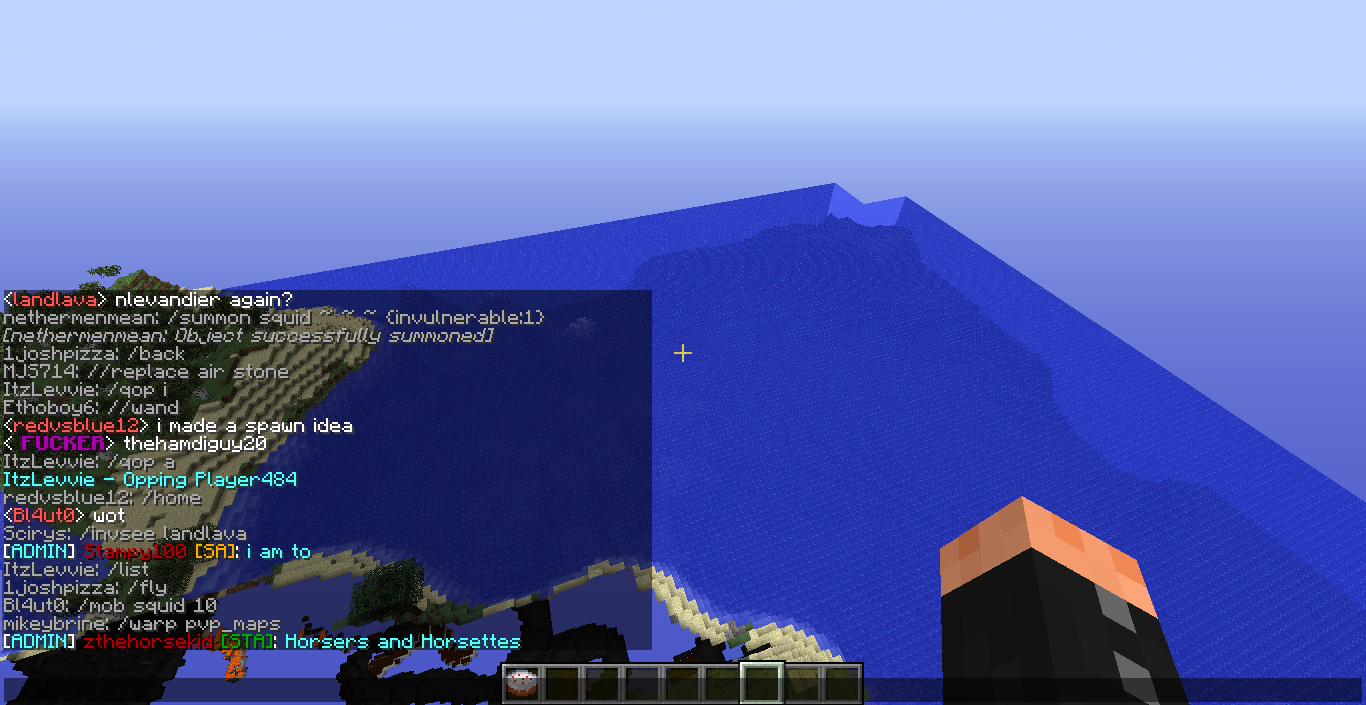 <landlava> nlevandier again?
nethermenmean: /summon squid ~ ~ ~ {invulnerable:1}
[nethermenmean: Object successfully summoned]
1joshpizza: /back
MJS714: //replace air stone
ItzLevvie: /qop i
Ethoboy6: //wand
<redvsblue12> i made a spawn idea
< FUCKER> thehamdiguy20
ItzLevvie: /qop a
ItzLevvie - Opping Player484
redvsblue12: /home
<Bl4ut0> wot
Scirys: /invsee landlava
[ADMIN] Stampy100 [SA]: i am to
ItzLevvie: /list
1joshpizza: /fly
Bl4ut0: /mob squid 10
mikeybrine: /warp pvp_maps
[ADMIN] zthehorsekid [STA]: Horsers and Horsettes